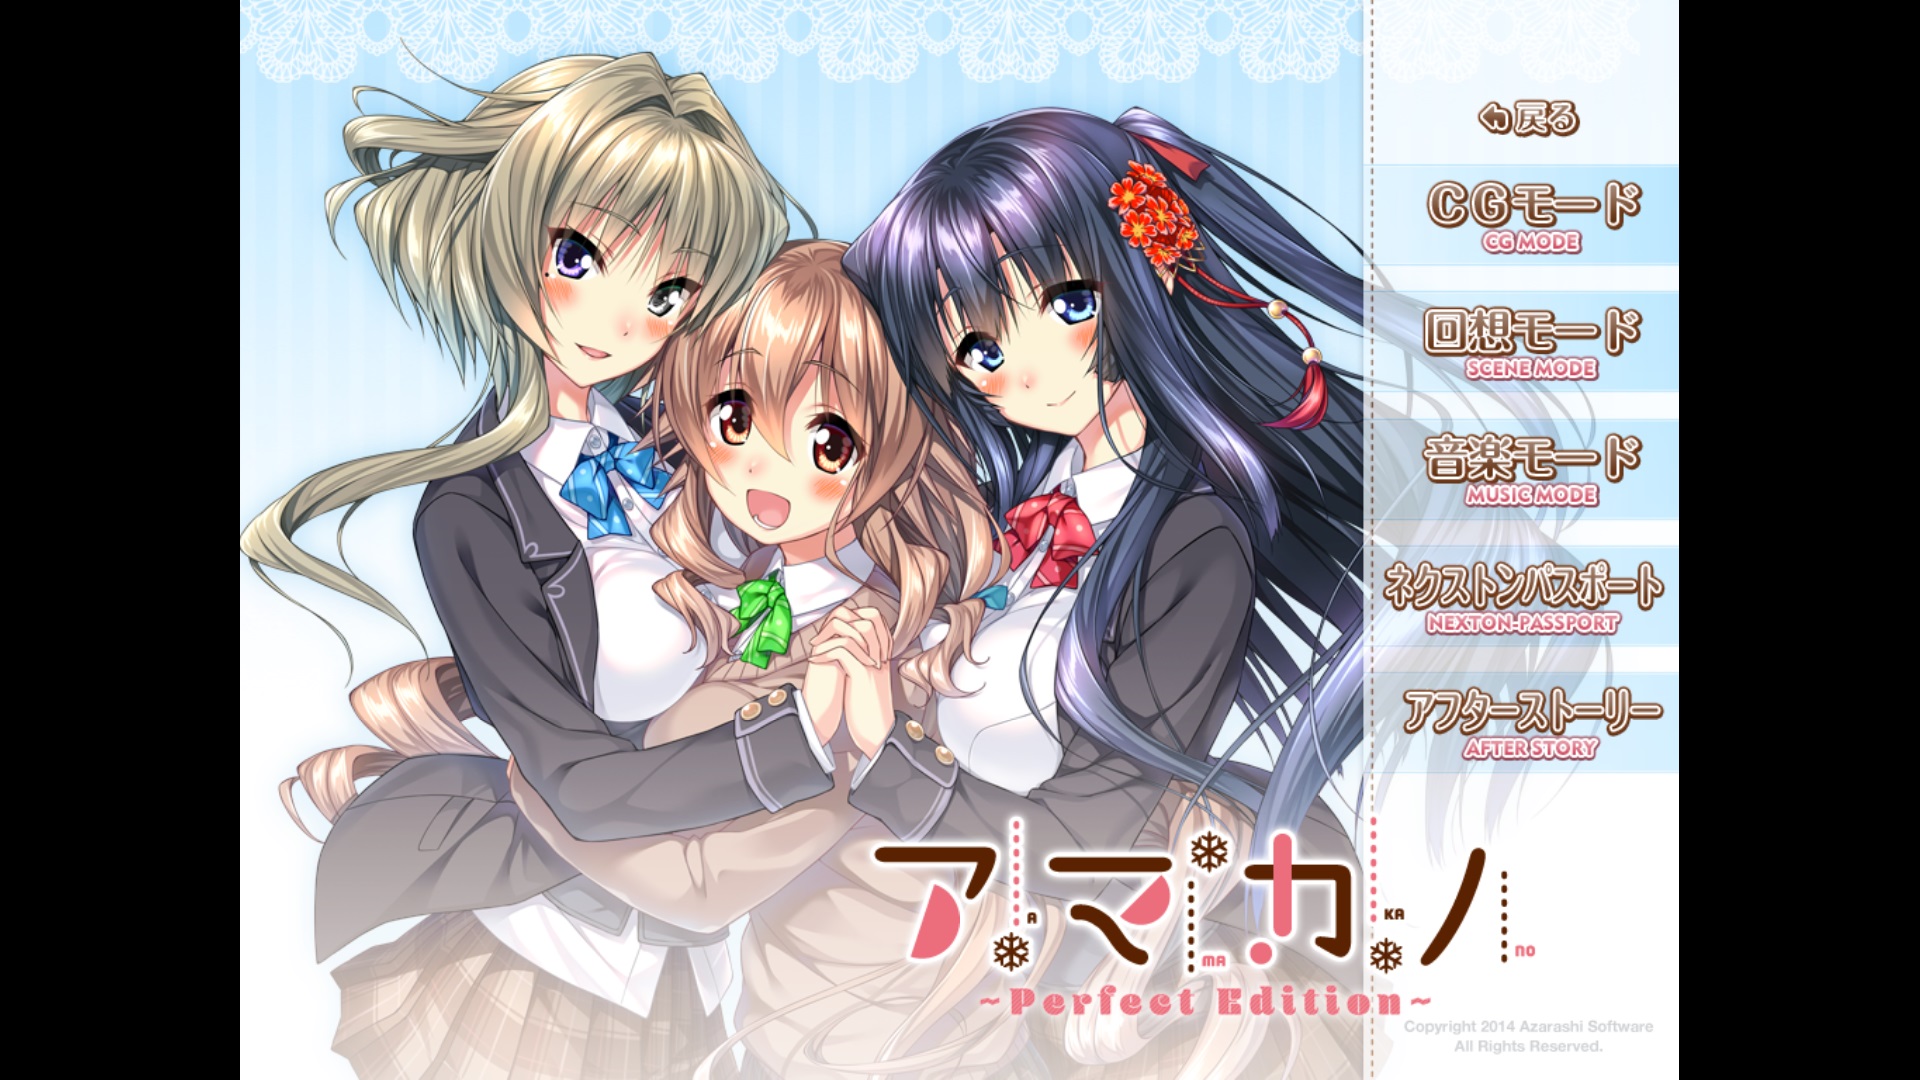 戻る
CGモード
CG MODE
回想モード
SCENE MODE
音楽モード
MUSIC MODE
ネクストンパスポート
NEXTON-PASSPORT
アフターストーリー
AFTER STORY
アマカノ
A MA KA NO
~Perfect Edition~
Copyright 2014 Azarashi Software
All Rights Reserved.